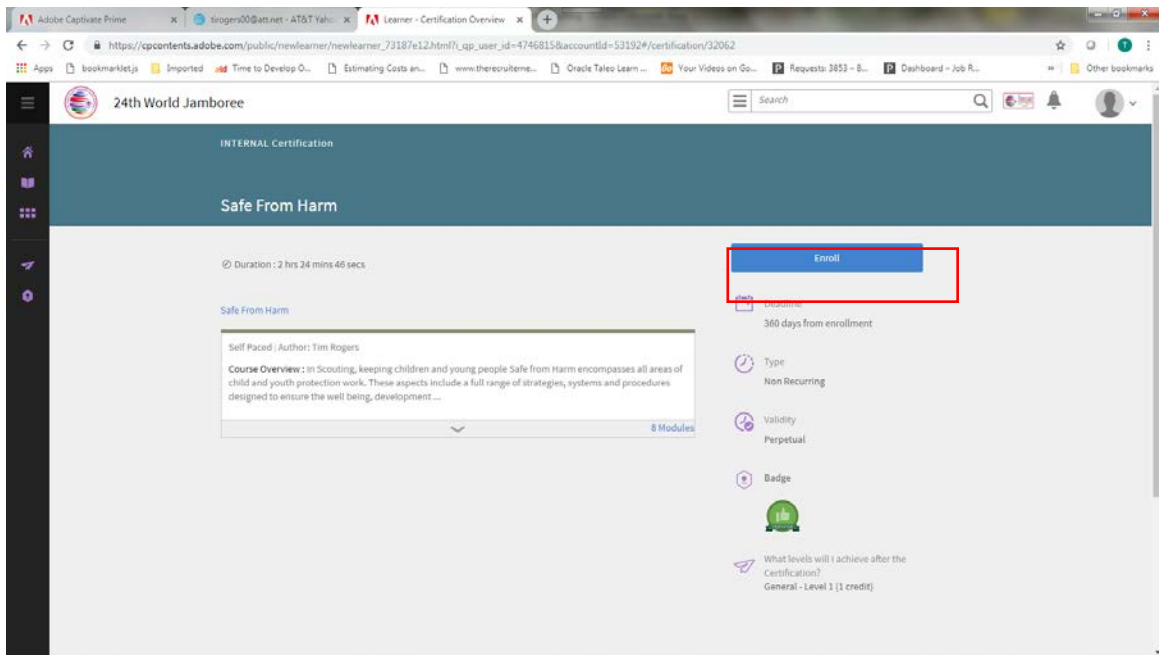 Adobe Captivate Prime
tirogers00@att.net - AT&T Yaho
Learner - Certification Overview
https://cpcontents.adobe.com/public/newlearner/newlearner_73187e12.html?i_qp_user_id=4746815&accountId=53192#/certification/32062
Apps
bookmarklet.js
Imported
Time to Develop O...
Estimating Costs an...
www.therecruiteme...
Oracle Taleo Learn ...
Your Videos on Go...
Requests: 3853 – 8...
Dashboard – Job R...
Other bookmarks
24th World Jamboree
Search
INTERNAL Certification
Safe From Harm
Duration : 2 hrs 24 mins 46 secs
Enroll
Safe From Harm
Deadline
360 days from enrollment
Self Paced | Author: Tim Rogers
Course Overview : In Scouting, keeping children and young people Safe from Harm encompasses all areas of
child and youth protection work. These aspects include a full range of strategies, systems and procedures
designed to ensure the well being, development ...
8 Modules
Type
Non Recurring
Validity
Perpetual
Badge
What levels will I achieve after the
Certification?
General - Level 1 (1 credit)